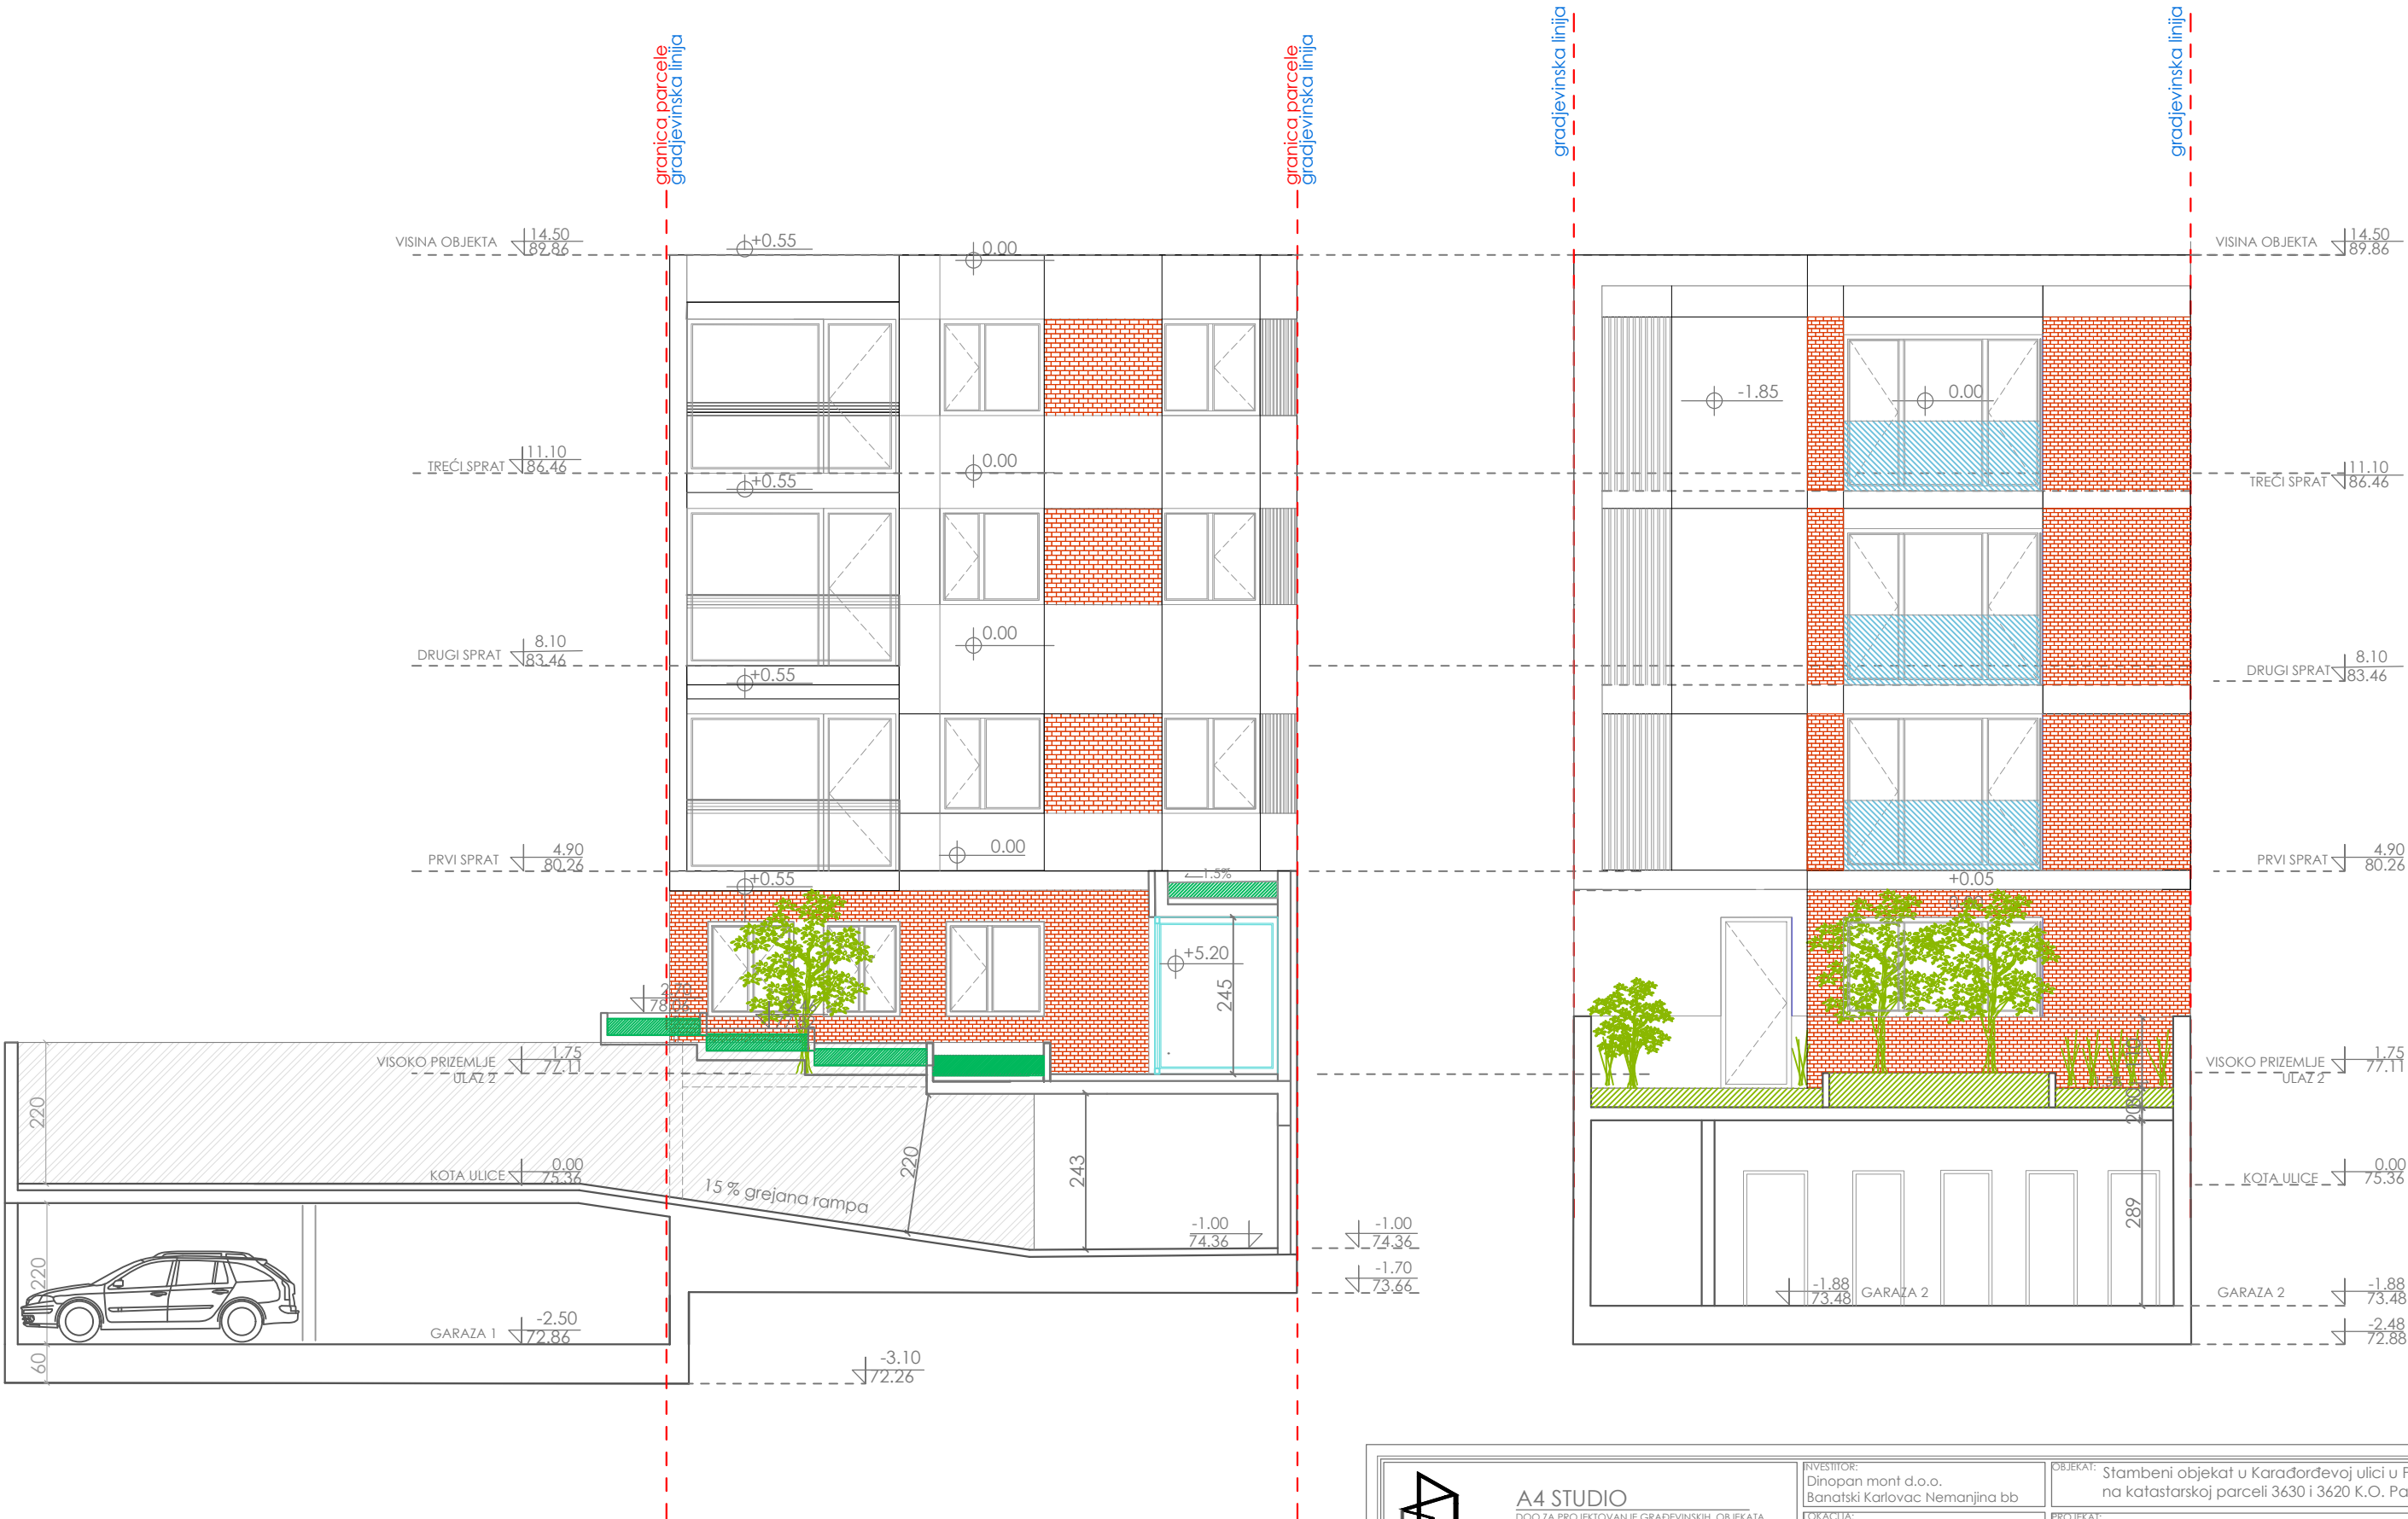 granica parcele
gradjevinska linija
granica parcele
gradjevinska linija
gradjevinska linija
gradjevinska linija
VISINA OBJEKTA
14.50
89.86
+0.55
0.00
VISINA OBJEKTA
14.50
89.86
-1.85
0.00
TREĆI SPRAT
11.10
86.46
0.00
+0.55
TREĆI SPRAT
11.10
86.46
DRUGI SPRAT
8.10
83.46
0.00
+0.55
DRUGI SPRAT
8.10
83.46
PRVI SPRAT
4.90
80.26
0.00
+0.55
1.5%
PRVI SPRAT
4.90
80.26
+0.05
+5.20
245
VISOKO PRIZEMLJE
ULAZ 2
1.75
77.11
VISOKO PRIZEMLJE
ULAZ 2
1.75
77.11
220
KOTA ULICE
0.00
75.36
15 % grejana rampa
220
243
KOTA ULICE
0.00
75.36
289
-1.00
74.36
-1.00
74.36
-1.70
73.66
-1.88
73.48
GARAZA 2
GARAZA 2
-1.88
73.48
-2.48
72.88
220
GARAZA 1
-2.50
72.86
60
-3.10
72.26
A4 STUDIO
DOO ZA PROJEKTOVANJE GRAĐEVINSKIH OBJEKATA
INVESTITOR:
Dinopan mont d.o.o.
Banatski Karlovac Nemanjina bb
LOKACIJA:
OBJEKAT:
Stambeni objekat u Karađorđevoj ulici u
na katastarskoj parceli 3630 i 3620 K.O.
PROJEKAT: